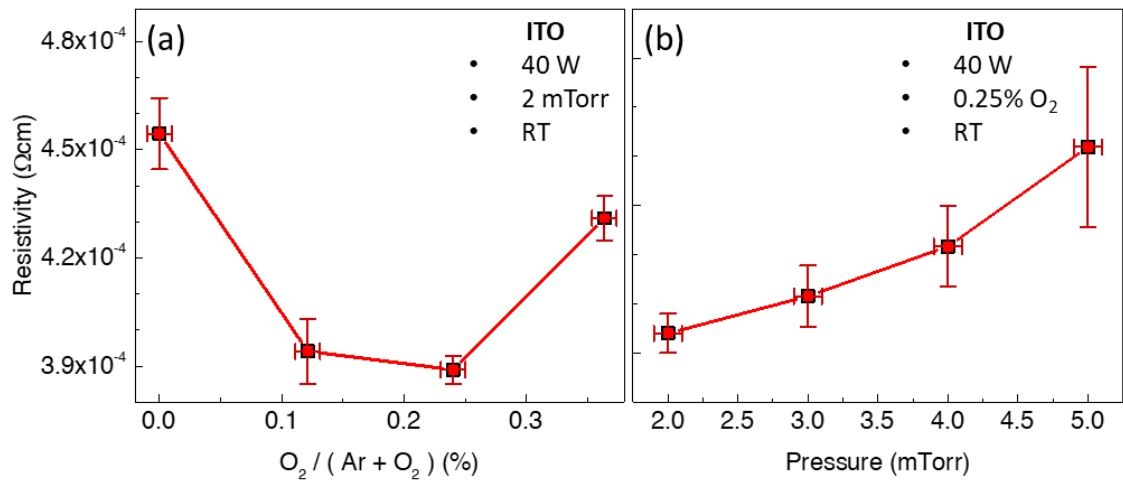 (a)
ITO
• 40 W
• 2 mTorr
• RT
4.8x10⁻⁴
4.5x10⁻⁴
4.2x10⁻⁴
3.9x10⁻⁴
Resistivity (Ωcm)
0.0 0.1 0.2 0.3
O₂ / ( Ar + O₂ ) (%)
(b)
ITO
• 40 W
• 0.25% O₂
• RT
2.0 2.5 3.0 3.5 4.0 4.5 5.0
Pressure (mTorr)